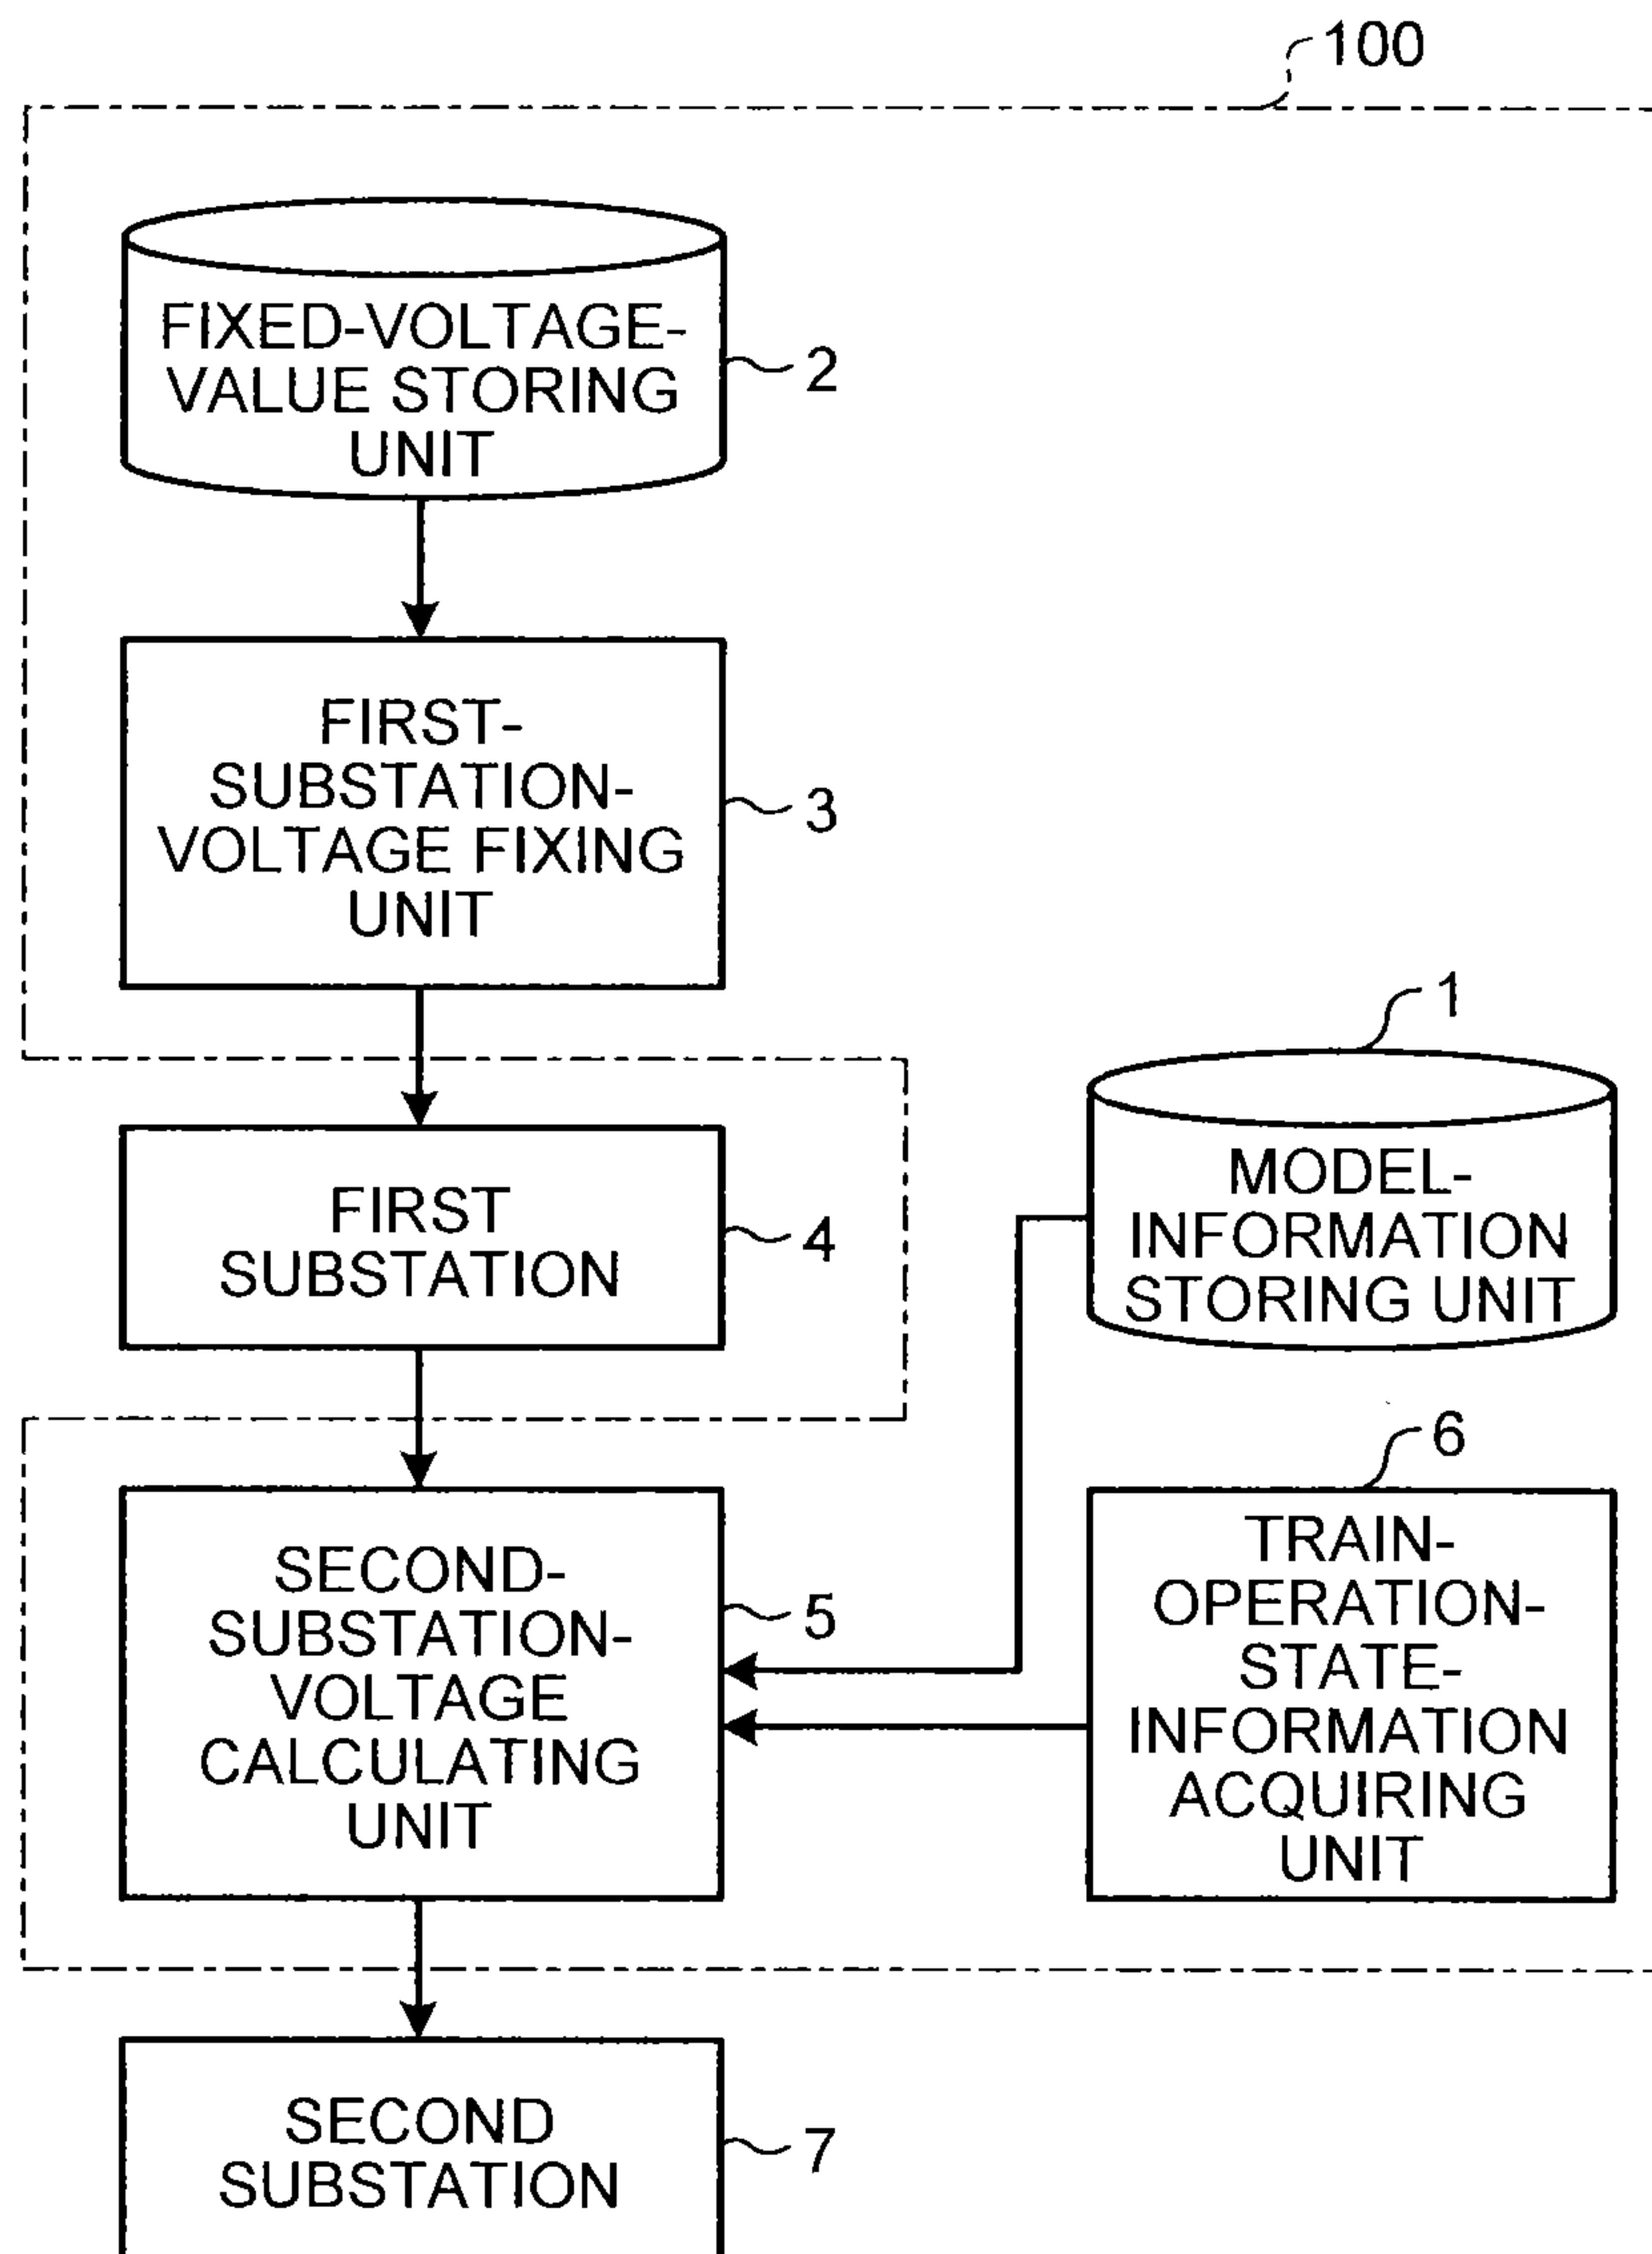 100
FIXED-VOLTAGE-
VALUE STORING
UNIT
2
FIRST-
SUBSTATION-
VOLTAGE FIXING
UNIT
3
FIRST
SUBSTATION
4
1
MODEL-
INFORMATION
STORING UNIT
SECOND-
SUBSTATION-
VOLTAGE
CALCULATING
UNIT
5
6
TRAIN-
OPERATION-
STATE-
INFORMATION
ACQUIRING
UNIT
SECOND
SUBSTATION
7